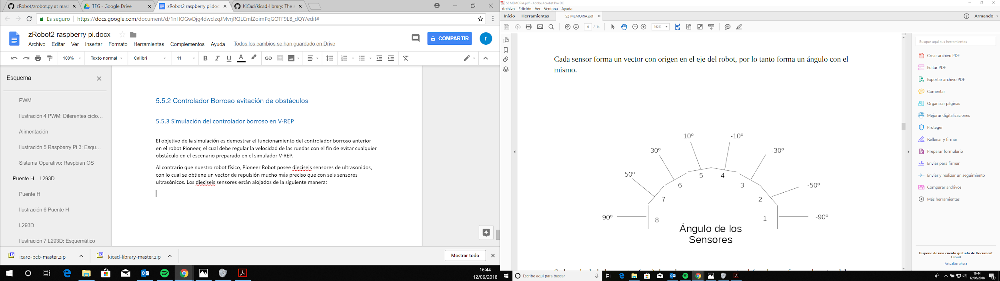 zRobot/zrobot.py at mas
TFG - Google Drive
zRobot2 raspberry pi.doc
KiCad/kicad-library: The s
Es seguro
https://docs.google.com/document/d/1nHOGwDjg4dwcIzqJMvrjRQLCmlZoimPqGOTF9LB_dQY/edit#
zRobot2 raspberry pi.docx
Archivo Editar Ver Insertar Formato Herramientas Complementos Ayuda
Todos los cambios se han guardado en Drive
COMPARTIR
r
100% Texto normal Calibri 11
Esquema
PWM
Ilustración 4 PWM: Diferentes ciclo…
Alimentación
Ilustración 5 Raspberry Pi 3: Esqu…
Sistema Operativo: Raspbian OS
Puente H – L293D
Puente H
Ilustración 6 Puente H
L293D
Ilustración 7 L293D: Esquemático
5.5.2 Controlador Borroso evitación de obstáculos
5.5.3 Simulación del controlador borroso en V-REP
El objetivo de la simulación es demostrar el funcionamiento del controlador borroso anterior
en el robot Pioneer, el cual debe regular la velocidad de las ruedas con el fin de evitar cualquier
obstáculo en el escenario preparado en el simulador V-REP.
Al contrario que nuestro robot físico, Pioneer Robot posee dieciseis sensores de ultrasonidos,
con lo cual se obtiene un vector de repulsión mucho más preciso que con seis sensores
ultrasónicos. Los dieciseis sensores están alojados de la siguiente manera:
icaro-pcb-master.zip
kicad-library-master.zip
Mostrar todo
16:44
12/06/2018
S2 MEMORIA.pdf - Adobe Acrobat Pro DC
Archivo Edición Ver Ventana Ayuda
Inicio Herramientas S2 MEMORIA.pdf
Armando
6 / 14
162%
Cada sensor forma un vector con origen en el eje del robot, por lo tanto forma un ángulo con el
mismo.
10º -10º
30º -30º
50º -50º
90º -90º
5 4
6 3
7 2
8 1
Ángulo de los
Sensores
Busque aquí sus herramientas
Crear archivo PDF
Editar PDF
Exportar archivo PDF
Comentar
Organizar páginas
Mejorar digitalizaciones
Proteger
Rellenar y firmar
Preparar formulario
Enviar para firmar
Enviar y realizar un seguimiento
Comparar archivos
Más herramientas
Dispone de una cuenta gratuita de Document
Cloud
Actualizar ahora
Escribe aquí para buscar
16:44
12/06/2018